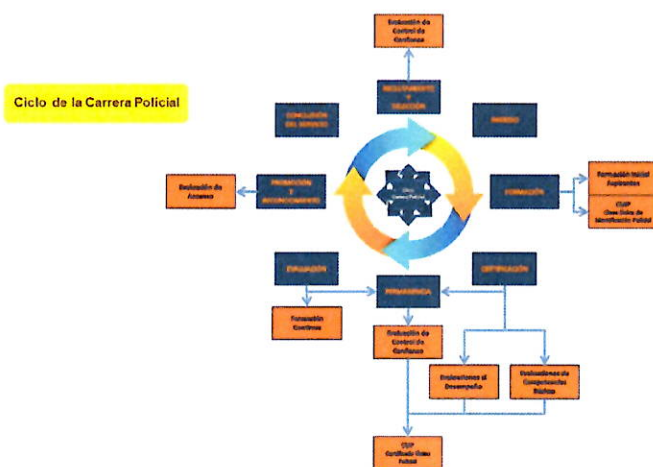 Evaluación de
Control de
Confianza
Ciclo de la Carrera Policial
RECLUTAMIENTO
Y
SELECCIÓN
CONCLUSIÓN
DEL SERVICIO
INGRESO
Evaluación de
Ascenso
PROMOCIÓN
Y
RECONOCIMIENTO
Carrera Policial
FORMACIÓN
Formación Inicial
Aspirantes
CUIP
Clave Única de
Identificación Policial
EVALUACIÓN
PERMANENCIA
CERTIFICACIÓN
Formación
Continua
Evaluación de
Control de
Confianza
Evaluaciones al
Desempeño
Evaluaciones de
Competencias
Básicas
CUP
Certificado Único
Policial